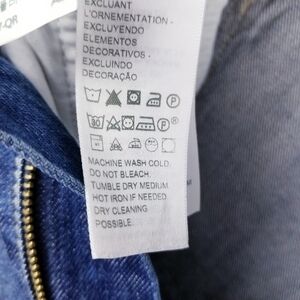 EXCLUANT
L'ORNEMENTATION -
EXCLUYENDO
ELEMENTOS
DECORATIVOS -
EXCLUINDO
DECORAÇÃO
MACHINE WASH COLD.
DO NOT BLEACH.
TUMBLE DRY MEDIUM.
HOT IRON IF NEEDED.
DRY CLEANING
POSSIBLE.